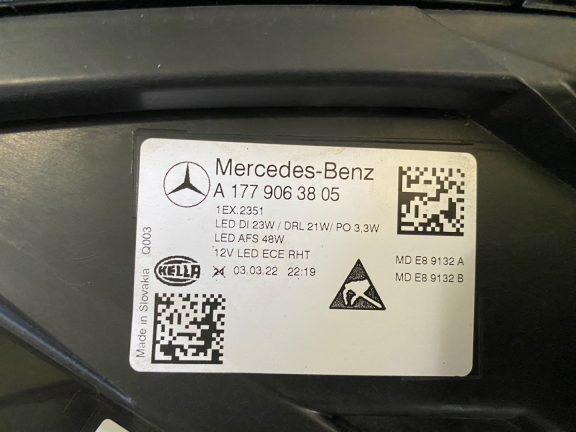 Mercedes-Benz
A 177 906 38 05
1EX.2351
LED DI 23W / DRL 21W/ PO 3,3W
LED AFS 48W
12V LED ECE RHT
HELLA
03.03.22 22:19
MD E8 9132 A
MD E8 9132 B
Made in Slovakia Q003